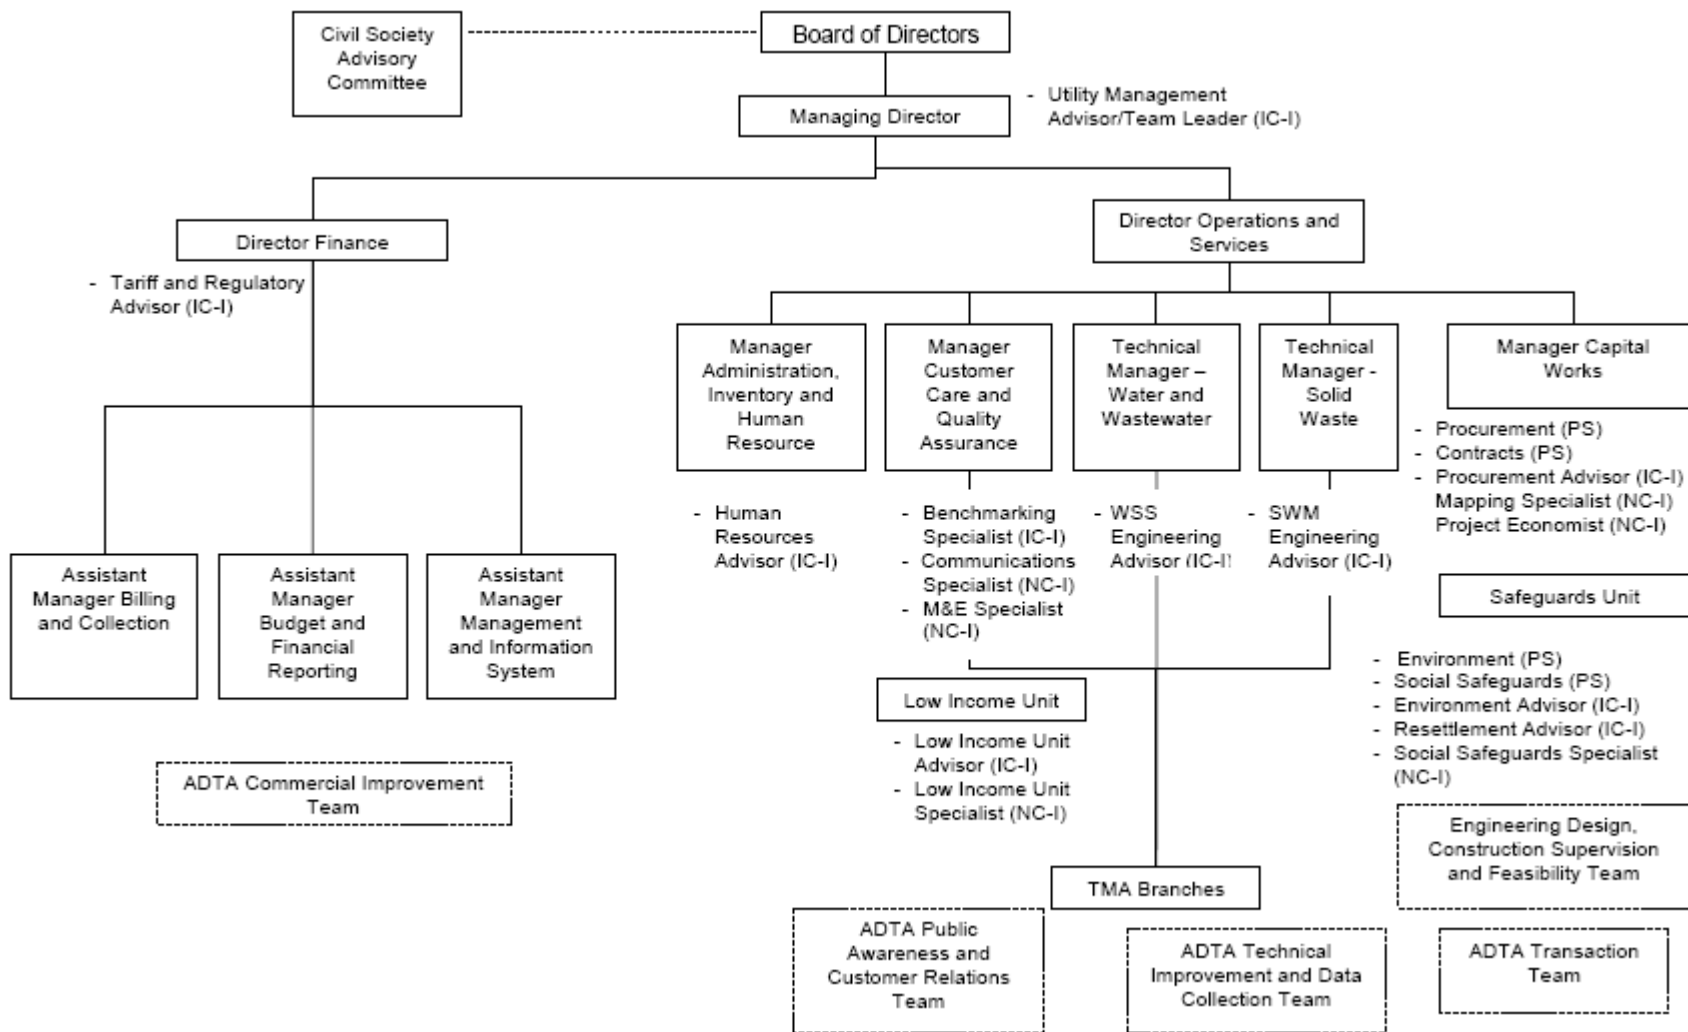 Civil Society
Advisory
Committee
Board of Directors
Managing Director
- Utility Management
Advisor/Team Leader (IC-I)
Director Finance
- Tariff and Regulatory
Advisor (IC-I)
Director Operations and
Services
Manager
Administration,
Inventory and
Human
Resource
Manager
Customer
Care and
Quality
Assurance
Technical
Manager –
Water and
Wastewater
Technical
Manager -
Solid
Waste
Manager Capital
Works
- Human
Resources
Advisor (IC-I)
- Benchmarking
Specialist (IC-I)
- Communications
Specialist (NC-I)
- M&E Specialist
(NC-I)
- WSS
Engineering
Advisor (IC-I)
- SWM
Engineering
Advisor (IC-I)
- Procurement (PS)
- Contracts (PS)
- Procurement Advisor (IC-I)
Mapping Specialist (NC-I)
Project Economist (NC-I)
Assistant
Manager Billing
and Collection
Assistant
Manager
Budget and
Financial
Reporting
Assistant
Manager
Management
and Information
System
Safeguards Unit
- Environment (PS)
- Social Safeguards (PS)
- Environment Advisor (IC-I)
- Resettlement Advisor (IC-I)
- Social Safeguards Specialist
(NC-I)
Low Income Unit
- Low Income Unit
Advisor (IC-I)
- Low Income Unit
Specialist (NC-I)
ADTA Commercial Improvement
Team
Engineering Design,
Construction Supervision
and Feasibility Team
TMA Branches
ADTA Public
Awareness and
Customer Relations
Team
ADTA Technical
Improvement and Data
Collection Team
ADTA Transaction
Team